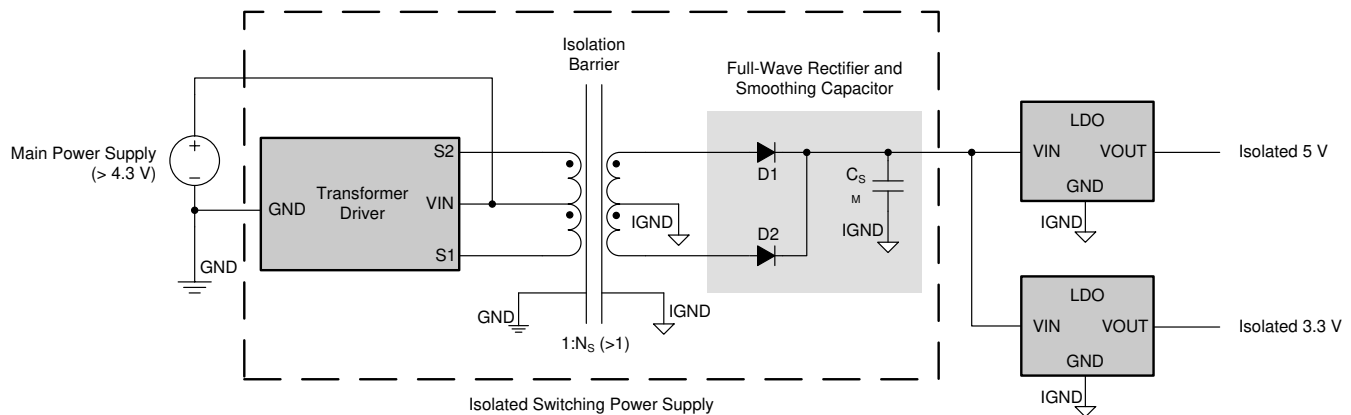 Isolation
Barrier
Full-Wave Rectifier and
Smoothing Capacitor
Main Power Supply
(> 4.3 V)
+
–
GND
GND
Transformer
Driver
S2
VIN
S1
IGND
D1
D2
CS
M
IGND
GND
IGND
1:NS (>1)
Isolated Switching Power Supply
LDO
VIN
VOUT
GND
IGND
Isolated 5 V
LDO
VIN
VOUT
GND
IGND
Isolated 3.3 V